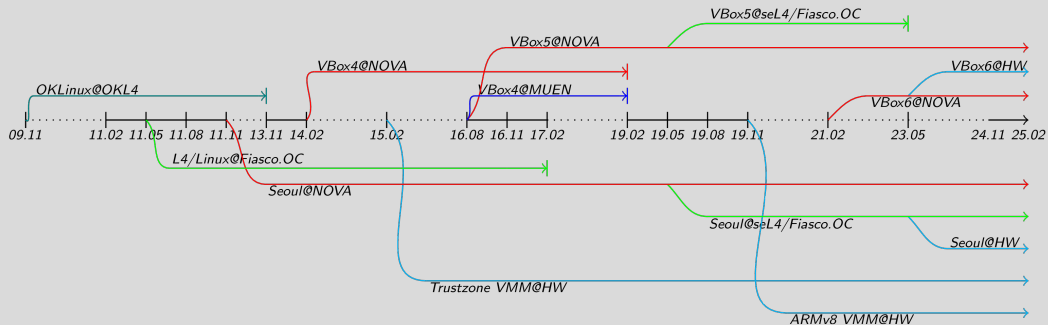 VBox5@seL4/Fiasco.OC
VBox5@NOVA
VBox4@NOVA
VBox6@HW
OKLinux@OKL4
VBox4@MUEN
VBox6@NOVA
09.11 11.02 11.05 11.08 11.11 13.11 14.02 15.02 16.08 16.11 17.02 19.02 19.05 19.08 19.11 21.02 23.05 24.11 25.02
L4/Linux@Fiasco.OC
Seoul@NOVA
Seoul@seL4/Fiasco.OC
Seoul@HW
Trustzone VMM@HW
ARMv8 VMM@HW